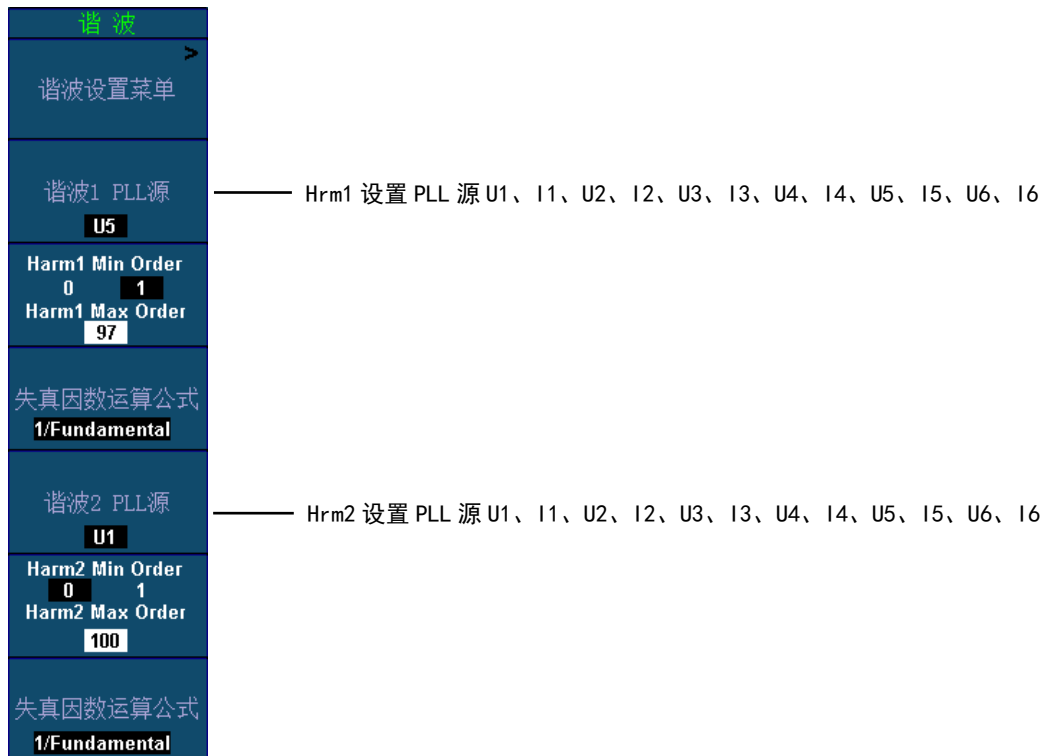 谐 波
>
谐波设置菜单
谐波1 PLL源
U5
Hrm1 设置 PLL 源 U1、I1、U2、I2、U3、I3、U4、I4、U5、I5、U6、I6
Harm1 Min Order
0 1
Harm1 Max Order
97
失真因数运算公式
1/Fundamental
谐波2 PLL源
U1
Hrm2 设置 PLL 源 U1、I1、U2、I2、U3、I3、U4、I4、U5、I5、U6、I6
Harm2 Min Order
0 1
Harm2 Max Order
100
失真因数运算公式
1/Fundamental